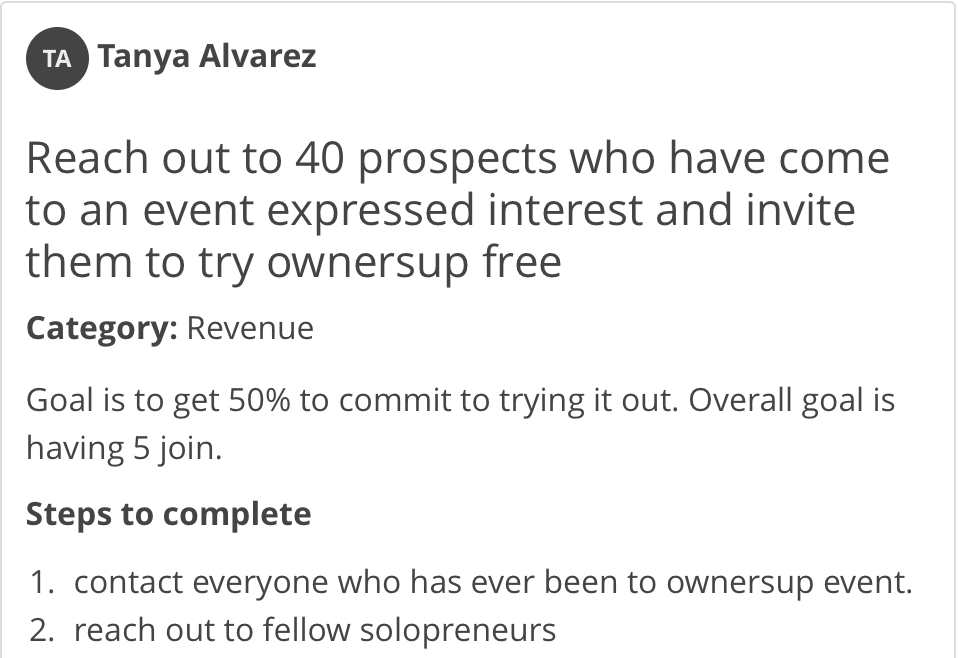 TA Tanya Alvarez
Reach out to 40 prospects who have come
to an event expressed interest and invite
them to try ownersup free
Category: Revenue
Goal is to get 50% to commit to trying it out. Overall goal is
having 5 join.
Steps to complete
1. contact everyone who has ever been to ownersup event.
2. reach out to fellow solopreneurs